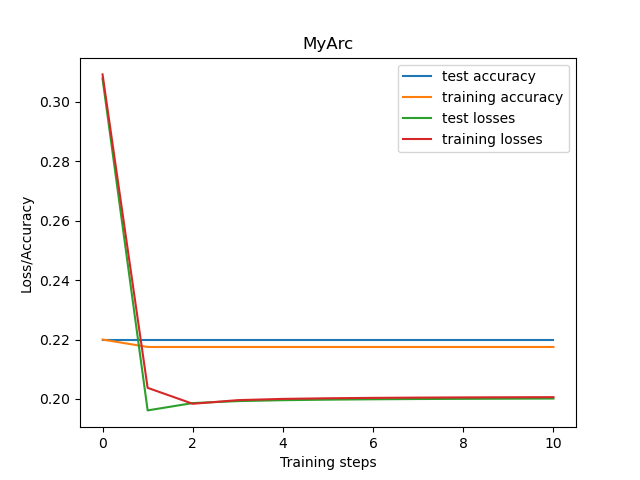 MyArc
test accuracy
training accuracy
test losses
training losses
Loss/Accuracy
0.30
0.28
0.26
0.24
0.22
0.20
0 2 4 6 8 10
Training steps